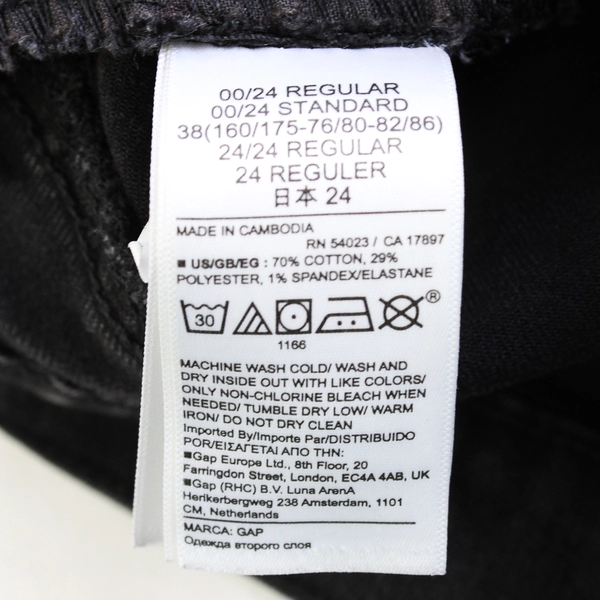 00/24 REGULAR
00/24 STANDARD
38(160/175-76/80-82/86)
24/24 REGULAR
24 REGULER
日本 24
MADE IN CAMBODIA
RN 54023 / CA 17897
■ US/GB/EG : 70% COTTON, 29%
POLYESTER, 1% SPANDEX/ELASTANE
30
®
1166
MACHINE WASH COLD/ WASH AND
DRY INSIDE OUT WITH LIKE COLORS/
ONLY NON-CHLORINE BLEACH WHEN
NEEDED/ TUMBLE DRY LOW/ WARM
IRON/ DO NOT DRY CLEAN
Imported By/Importe Par/DISTRIBUIDO
POR/ΕΙΣΑΓΕΤΑΙ ΑΠΟ ΤΗΝ:
■Gap Europe Ltd., 8th Floor, 20
Farringdon Street, London, EC4A 4AB, UK
■Gap (RHC) B.V. Luna ArenA
Herikerbergweg 238 Amsterdam, 1101
CM, Netherlands
MARCA: GAP
Одежда второго слоя